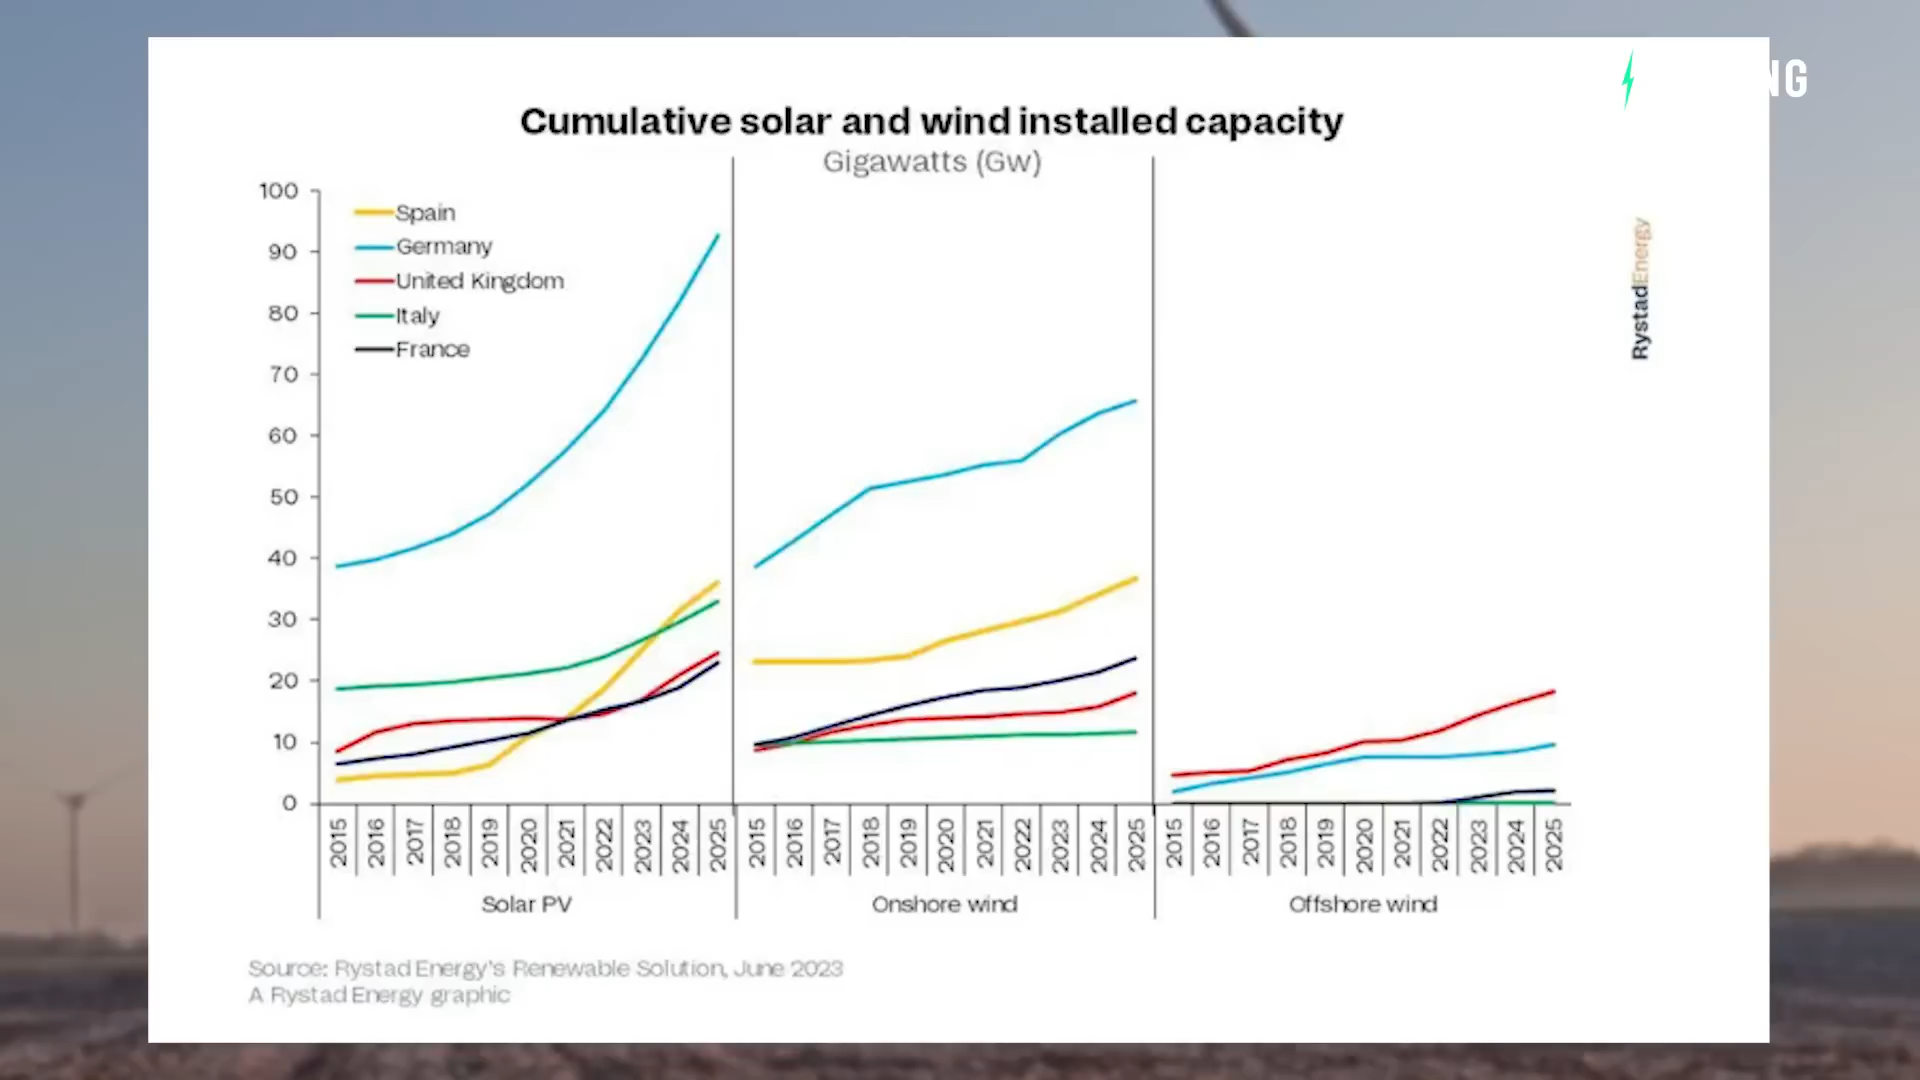 NG
Cumulative solar and wind installed capacity
Gigawatts (Gw)
100
90
80
70
60
50
40
30
20
10
0
Spain
Germany
United Kingdom
Italy
France
RystadEnergy
2015 2016 2017 2018 2019 2020 2021 2022 2023 2024 2025
2015 2016 2017 2018 2019 2020 2021 2022 2023 2024 2025
2015 2016 2017 2018 2019 2020 2021 2022 2023 2024 2025
Solar PV
Onshore wind
Offshore wind
Source: Rystad Energy's Renewable Solution, June 2023
A Rystad Energy graphic